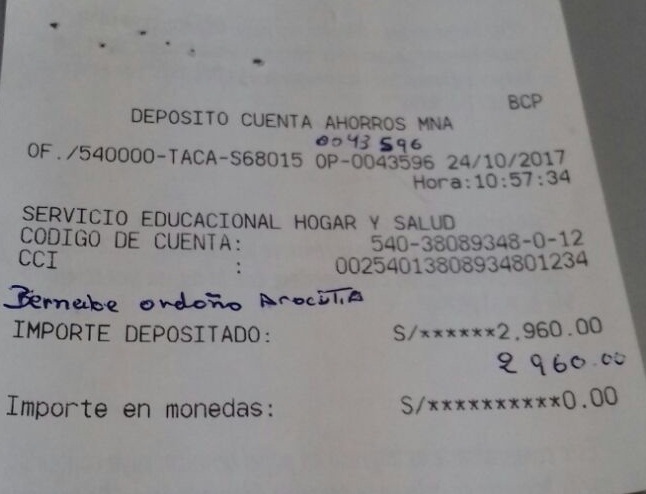 BCP
DEPOSITO CUENTA AHORROS MNA
0043596
OF./540000-TACA-S68015 OP-0043596 24/10/2017
Hora:10:57:34
SERVICIO EDUCACIONAL HOGAR Y SALUD
CODIGO DE CUENTA: 540-38089348-0-12
CCI : 00254013808934801234
Bernabe ordoño
IMPORTE DEPOSITADO: S/******2,960.00
2960.00
Importe en monedas: S/**********0.00